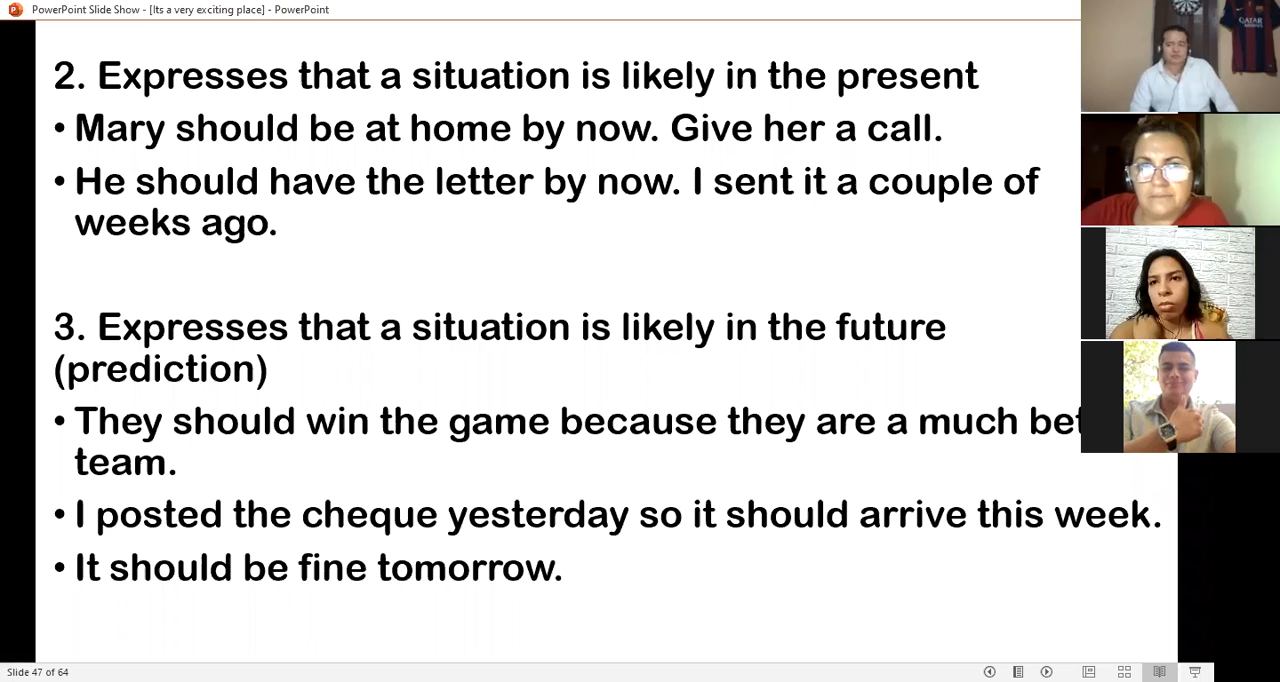 PowerPoint Slide Show - [Its a very exciting place] - PowerPoint
QATAR
2. Expresses that a situation is likely in the present
• Mary should be at home by now. Give her a call.
• He should have the letter by now. I sent it a couple of
weeks ago.
3. Expresses that a situation is likely in the future
(prediction)
• They should win the game because they are a much
team.
• I posted the cheque yesterday so it should arrive this week.
• It should be fine tomorrow.
Slide 47 of 64